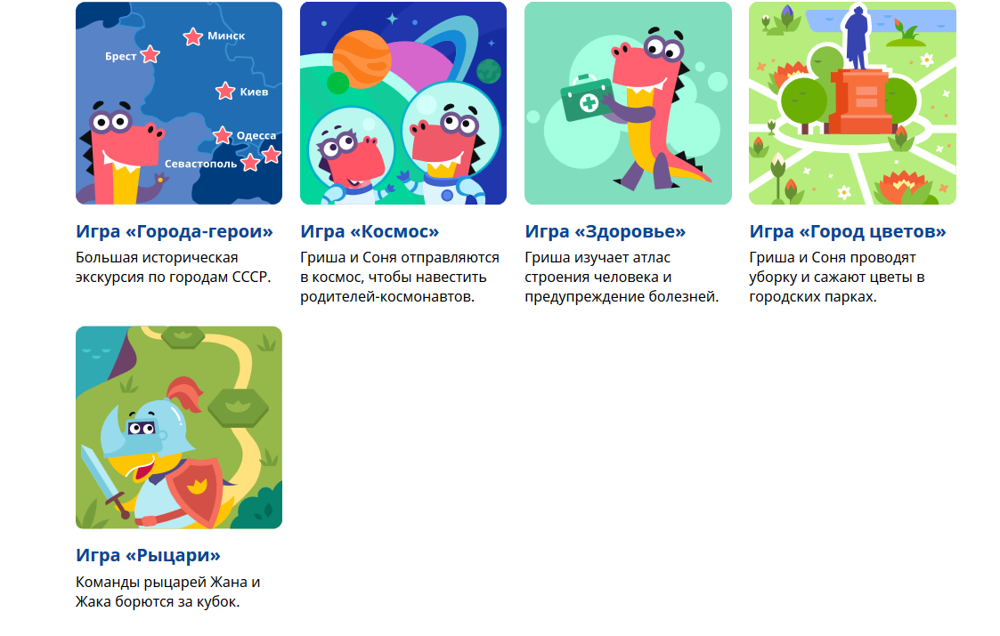 Минск
Брест
Киев
Одесса
Севастополь
Игра «Города-герои»
Большая историческая
экскурсия по городам СССР.
Игра «Космос»
Гриша и Соня отправляются
в космос, чтобы навестить
родителей-космонавтов.
Игра «Здоровье»
Гриша изучает атлас
строения человека и
предупреждение болезней.
Игра «Город цветов»
Гриша и Соня проводят
уборку и сажают цветы в
городских парках.
Игра «Рыцари»
Команды рыцарей Жана и
Жака борются за кубок.